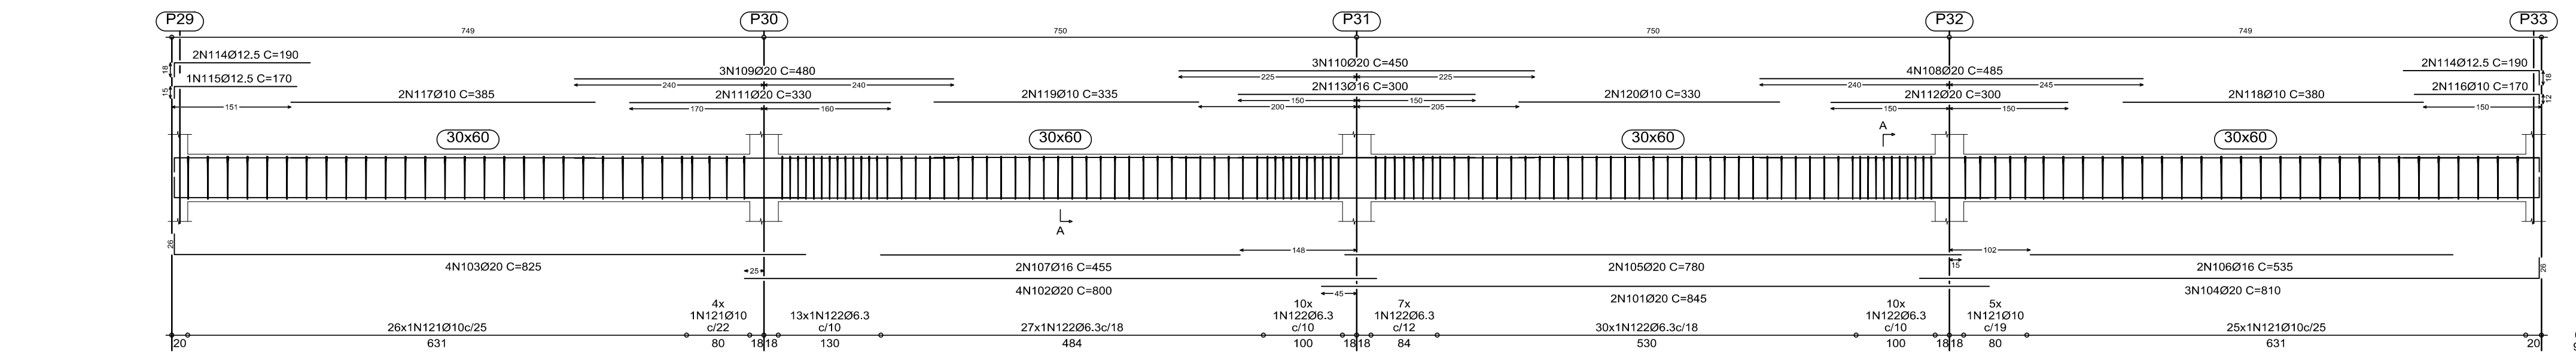 P29 P30 P31 P32 P33
749 750 750 749
2N114Ø12.5 C=190
18
1N115Ø12.5 C=170
15
151
2N117Ø10 C=385
3N109Ø20 C=480
240 240
2N111Ø20 C=330
170 160
2N119Ø10 C=335
3N110Ø20 C=450
225 225
2N113Ø16 C=300
150 150
200 205
2N120Ø10 C=330
4N108Ø20 C=485
240 245
2N112Ø20 C=300
150 150
2N118Ø10 C=380
2N114Ø12.5 C=190
18
2N116Ø10 C=170
12
150
30x60 30x60 30x60 30x60
A
A
26
4N103Ø20 C=825
25
4N102Ø20 C=800
2N107Ø16 C=455
148
45
2N105Ø20 C=780
2N101Ø20 C=845
102
15
2N106Ø16 C=535
3N104Ø20 C=810
26
26x1N121Ø10c/25
4x
1N121Ø10
c/22
13x1N122Ø6.3
c/10
27x1N122Ø6.3c/18
10x
1N122Ø6.3
c/10
7x
1N122Ø6.3
c/12
30x1N122Ø6.3c/18
10x
1N122Ø6.3
c/10
5x
1N121Ø10
c/19
25x1N121Ø10c/25
20 631 80 18 18 130 484 100 18 18 84 530 100 18 18 80 631 20